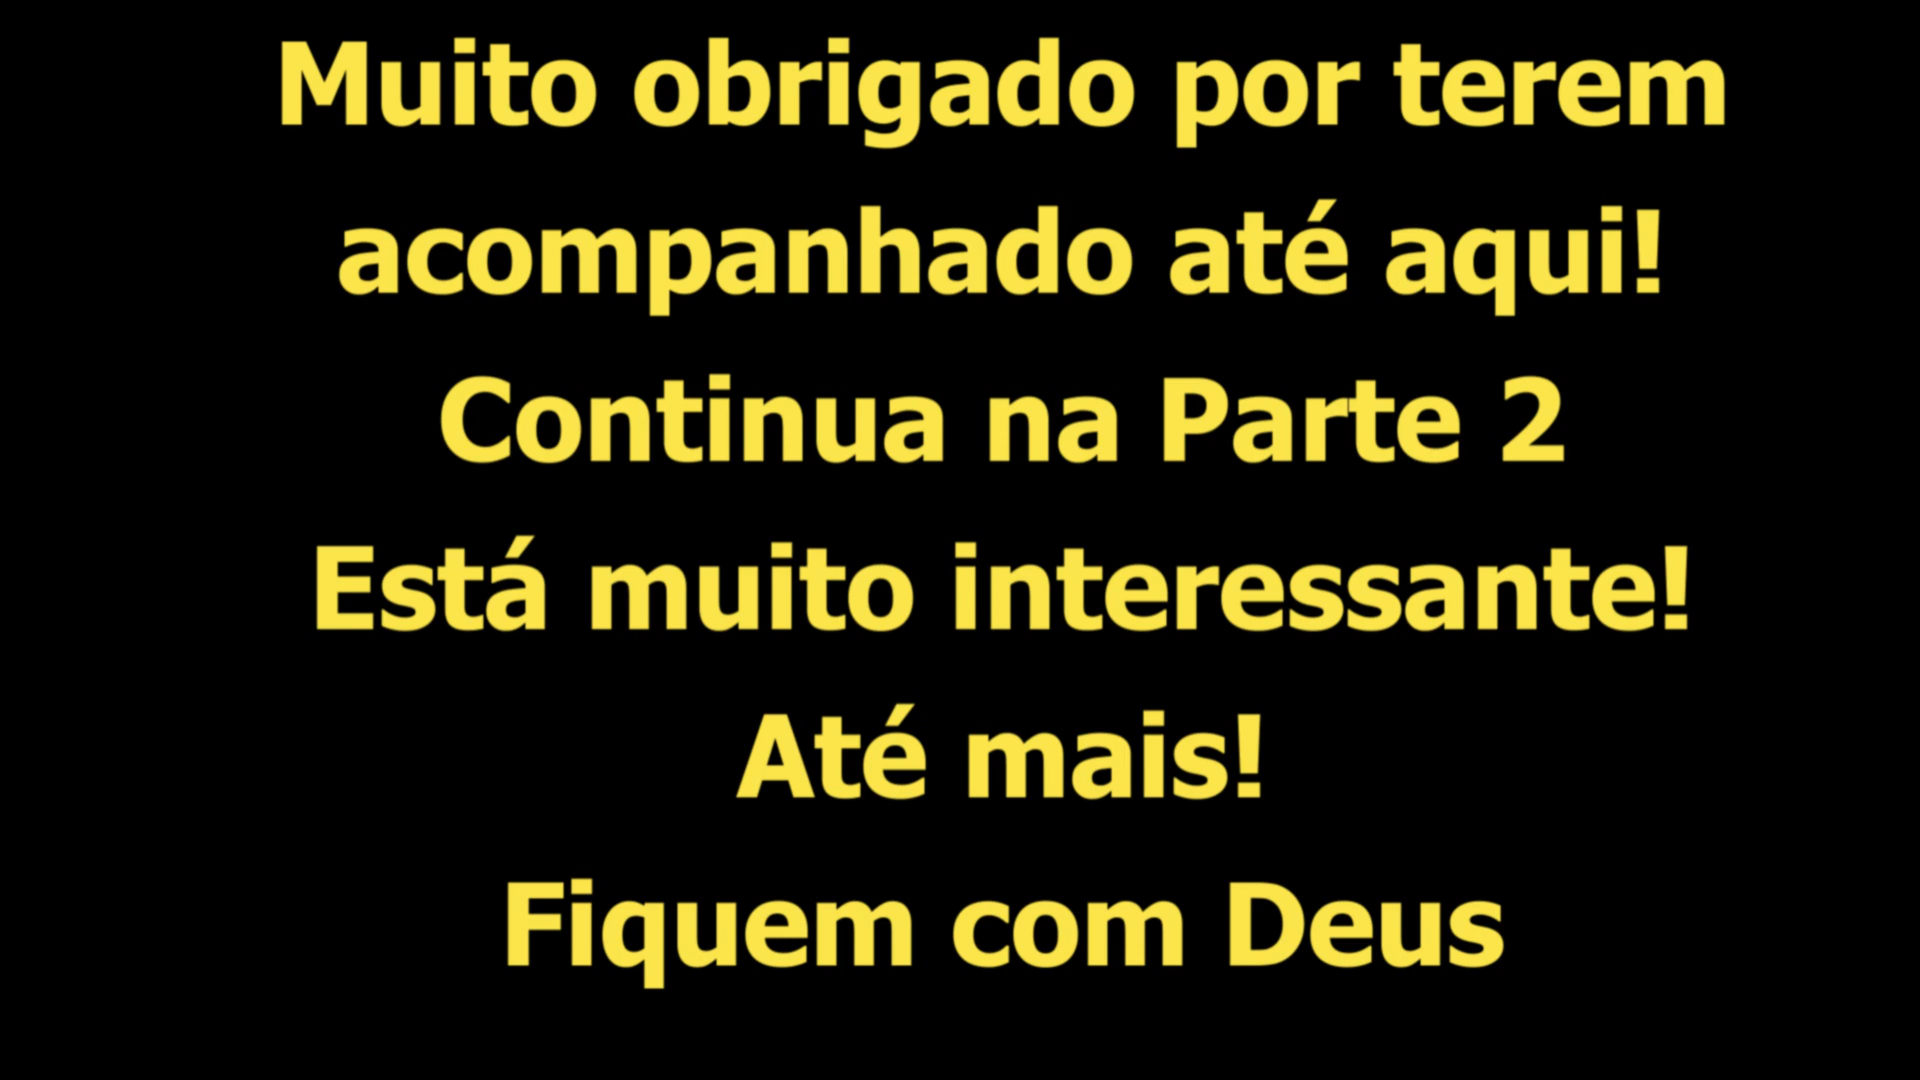 Muito obrigado por terem
acompanhado até aqui!
Continua na Parte 2
Está muito interessante!
Até mais!
Fiquem com Deus